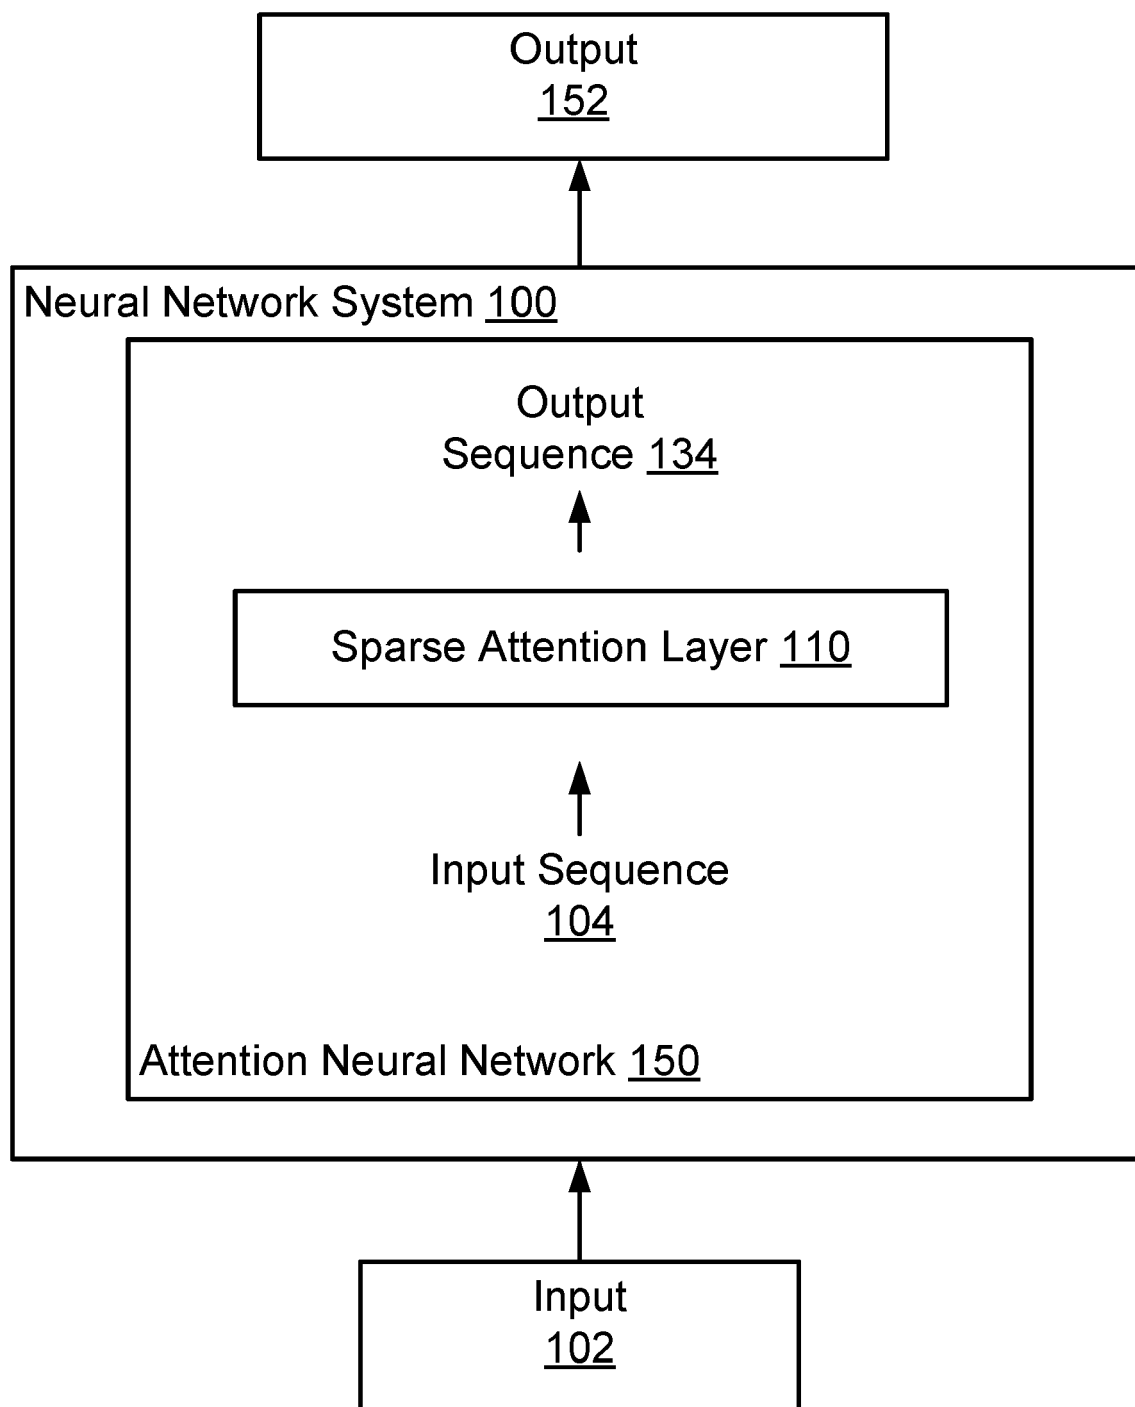 Output
152
Neural Network System 100
Output
Sequence 134
Sparse Attention Layer 110
Input Sequence
104
Attention Neural Network 150
Input
102